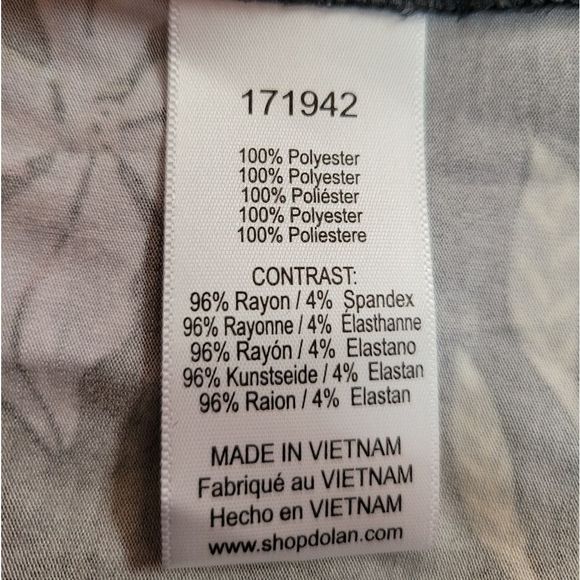 171942
100% Polyester
100% Polyester
100% Poliéster
100% Polyester
100% Poliestere
CONTRAST:
96% Rayon / 4% Spandex
96% Rayonne / 4% Élasthanne
96% Rayón / 4% Elastano
96% Kunstseide / 4% Elastan
96% Raion / 4% Elastan
MADE IN VIETNAM
Fabriqué au VIETNAM
Hecho en VIETNAM
www.shopdolan.com